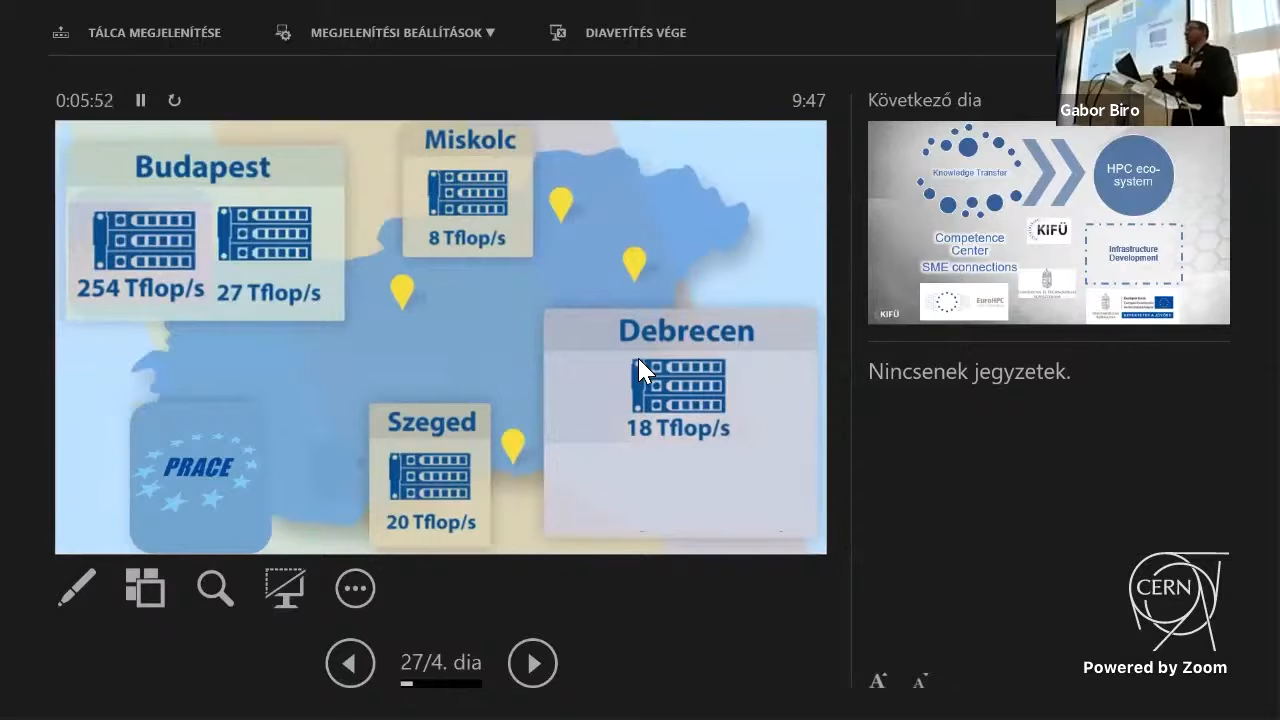 TÁLCA MEGJELENÍTÉSE
MEGJELENÍTÉSI BEÁLLÍTÁSOK ▼
DIAVETÍTÉS VÉGE
0:05:52
9:47
Következő dia
Gabor Biro
Budapest
254 Tflop/s
27 Tflop/s
Miskolc
8 Tflop/s
Debrecen
18 Tflop/s
Szeged
20 Tflop/s
PRACE
Knowledge Transfer
HPC eco-
system
Competence
Center
SME connections
KIFÜ
Infrastructure
Development
EuroHPC
KIFÜ
Nincsenek jegyzetek.
27/4. dia
CERN
Powered by Zoom
A A